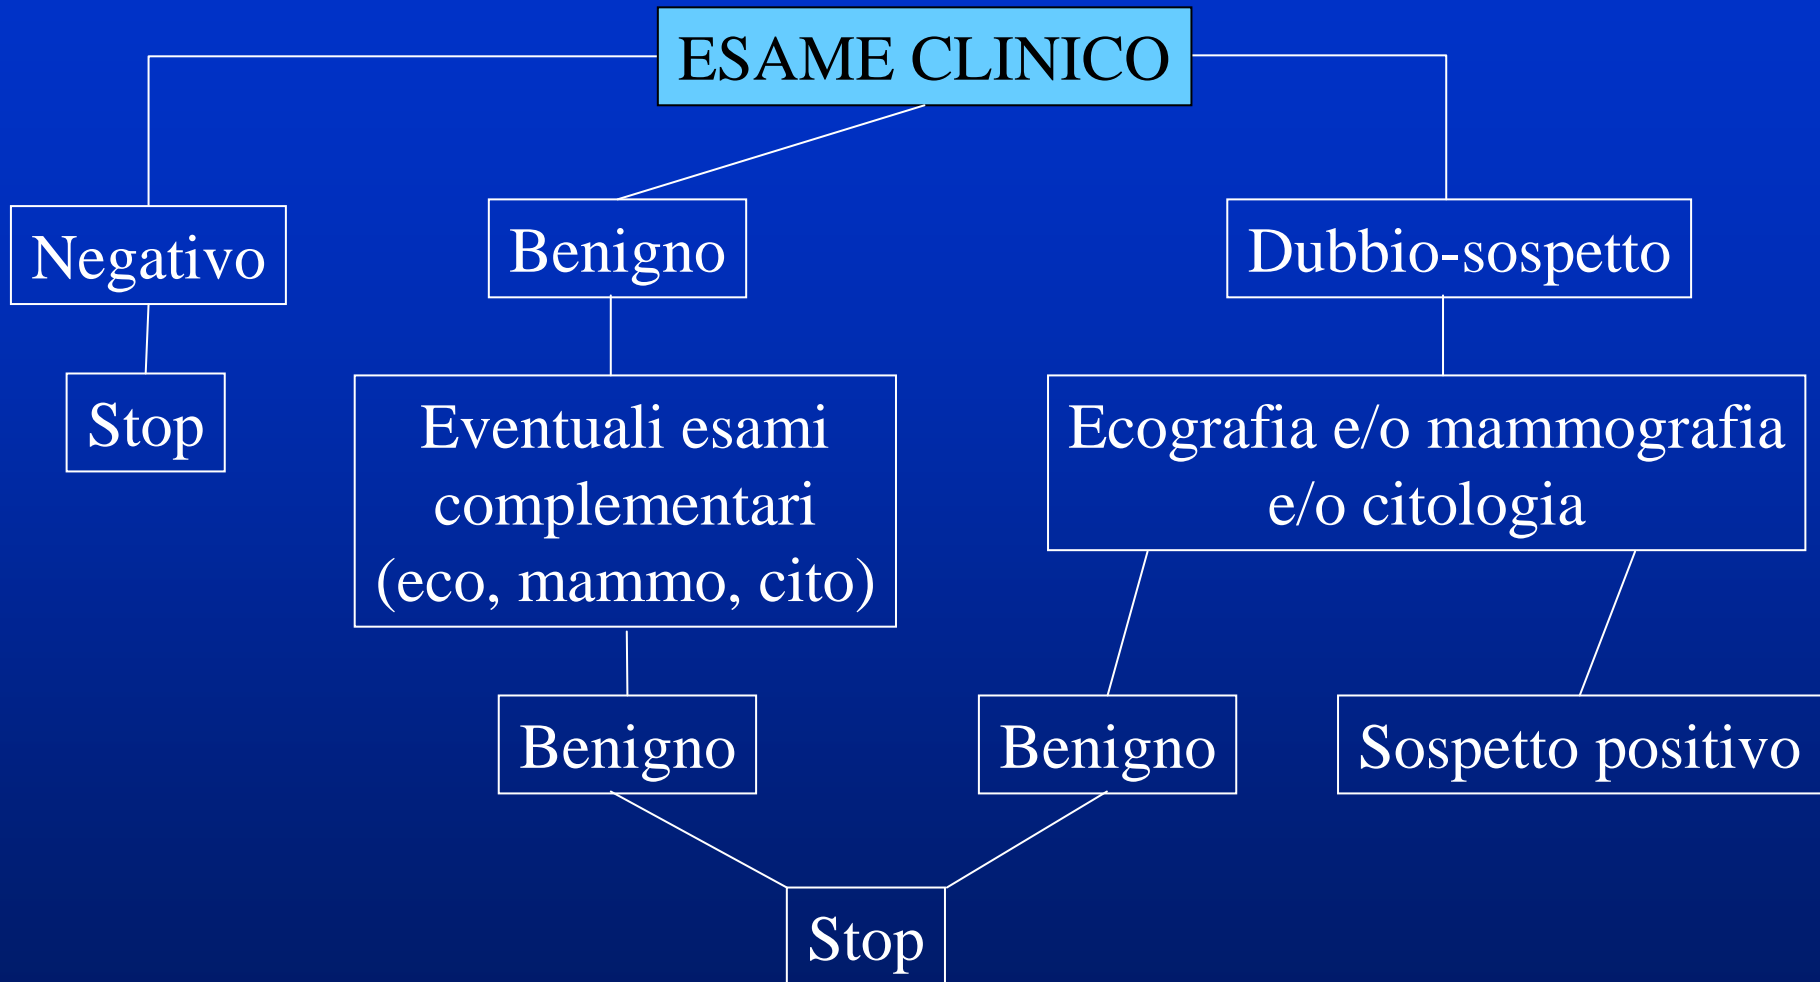 ESAME CLINICO
Negativo
Benigno
Dubbio-sospetto
Stop
Eventuali esami
complementari
(eco, mammo, cito)
Ecografia e/o mammografia
e/o citologia
Benigno
Benigno
Sospetto positivo
Stop